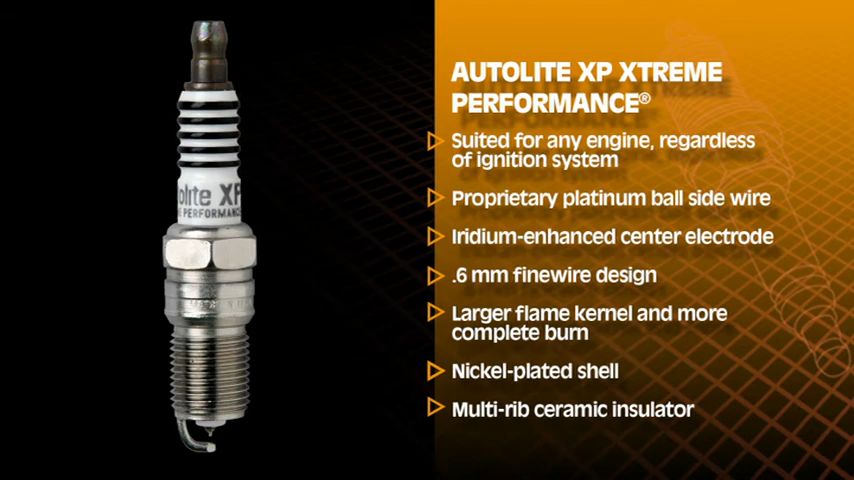 olite XP
PERFORMANCE
AUTOLITE XP XTREME
PERFORMANCE®
Suited for any engine, regardless
of ignition system
Proprietary platinum ball side wire
Iridium-enhanced center electrode
.6 mm finewire design
Larger flame kernel and more
complete burn
Nickel-plated shell
Multi-rib ceramic insulator